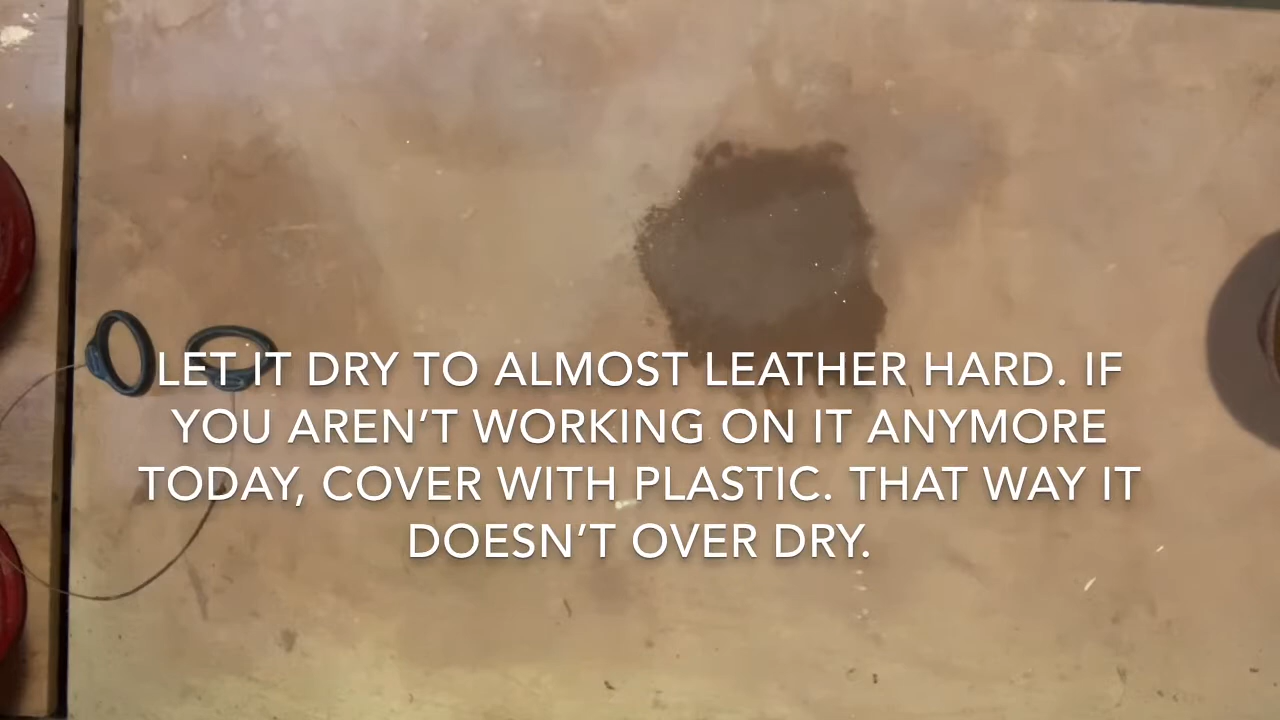 LET IT DRY TO ALMOST LEATHER HARD. IF
YOU AREN’T WORKING ON IT ANYMORE
TODAY, COVER WITH PLASTIC. THAT WAY IT
DOESN’T OVER DRY.